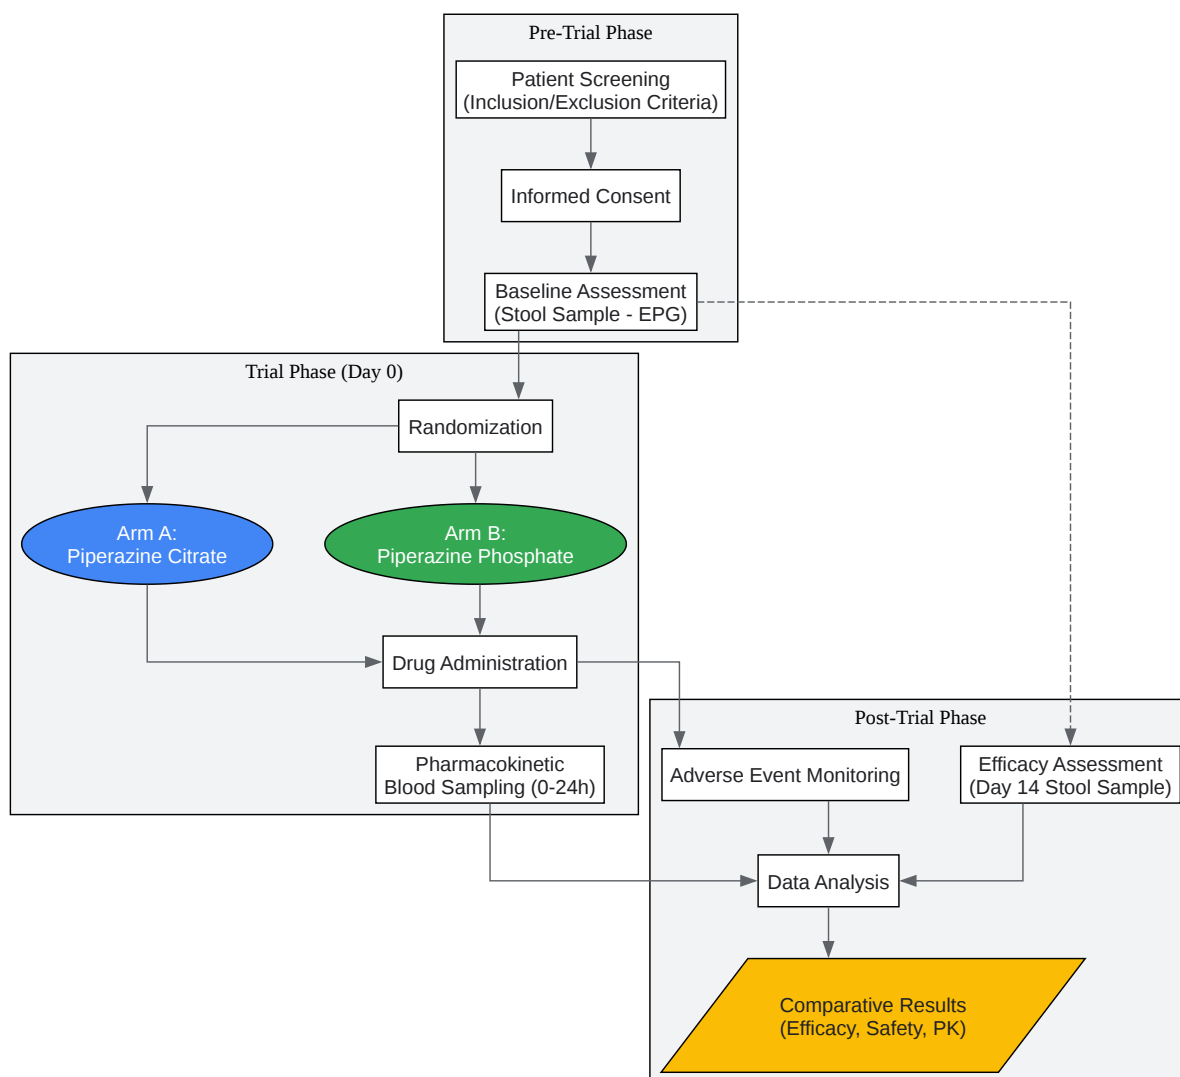 Pre-Trial Phase
Patient Screening
(Inclusion/Exclusion Criteria)
Informed Consent
Baseline Assessment
(Stool Sample - EPG)
Trial Phase (Day 0)
Randomization
Arm A:
Piperazine Citrate
Arm B:
Piperazine Phosphate
Drug Administration
Pharmacokinetic
Blood Sampling (0-24h)
Post-Trial Phase
Adverse Event Monitoring
Efficacy Assessment
(Day 14 Stool Sample)
Data Analysis
Comparative Results
(Efficacy, Safety, PK)